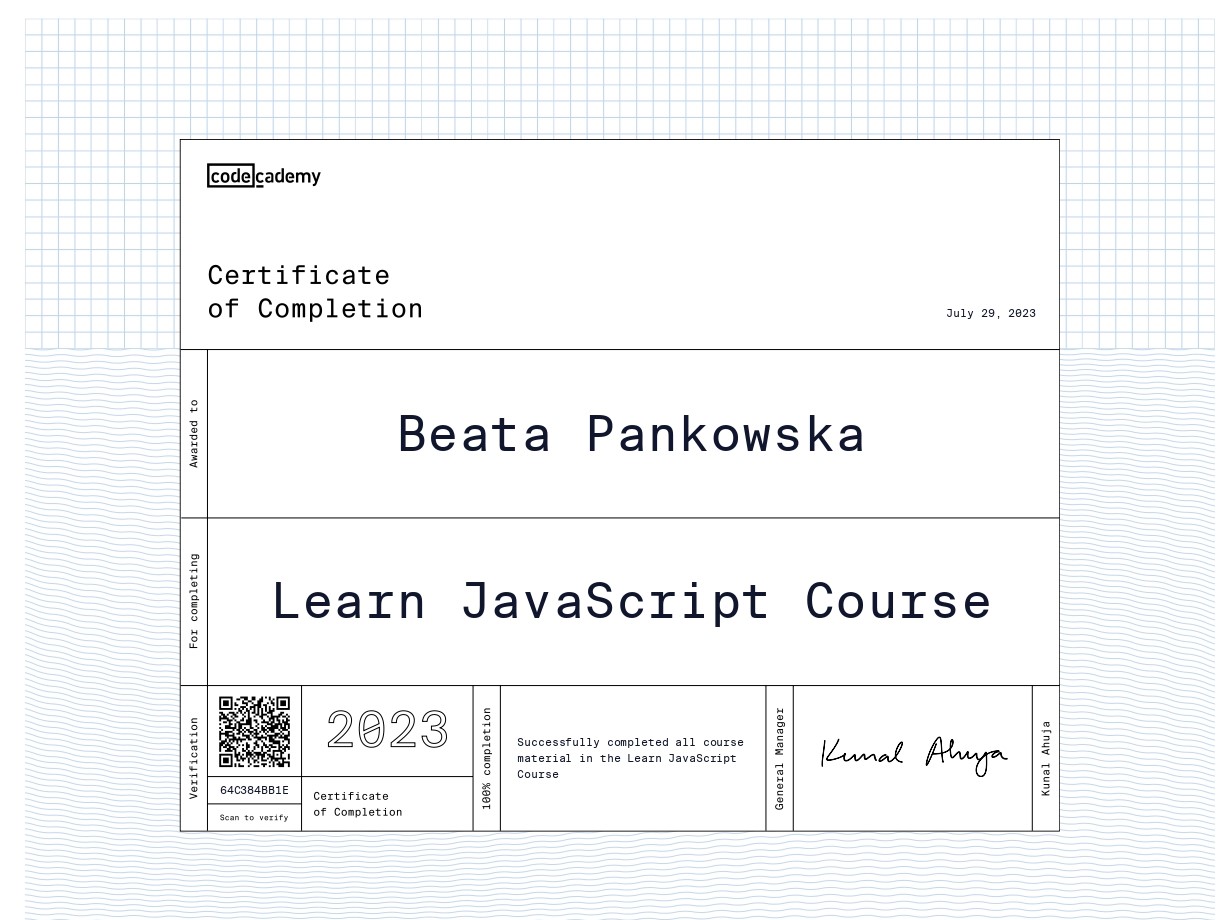 codecademy
Certificate
of Completion
July 29, 2023
Awarded to
Beata Pankowska
For completing
Learn JavaScript Course
Verification
64C384BB1E
Scan to verify
2023
Certificate
of Completion
100% completion
Successfully completed all course
material in the Learn JavaScript
Course
General Manager
Kunal Ahuja
Kunal Ahuja